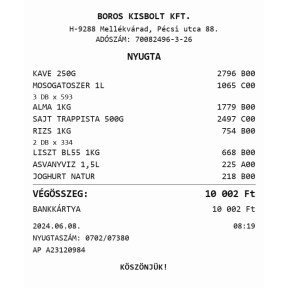 BOROS KISBOLT KFT.
H-9288 Mellékvárad, Pécsi utca 88.
ADÓSZÁM: 70082496-3-26
NYUGTA
KAVE 250G 2796 B00
MOSOGATOSZER 1L 1065 C00
3 DB x 593
ALMA 1KG 1779 B00
SAJT TRAPPISTA 500G 2497 C00
RIZS 1KG 754 B00
2 DB x 334
LISZT BL55 1KG 668 B00
ASVANYVIZ 1,5L 225 A00
JOGHURT NATUR 218 B00
VÉGÖSSZEG: 10 002 Ft
BANKKÁRTYA 10 002 Ft
2024.06.08. 08:19
NYUGTASZÁM: 0702/07380
AP A23120984
KÖSZÖNJÜK!